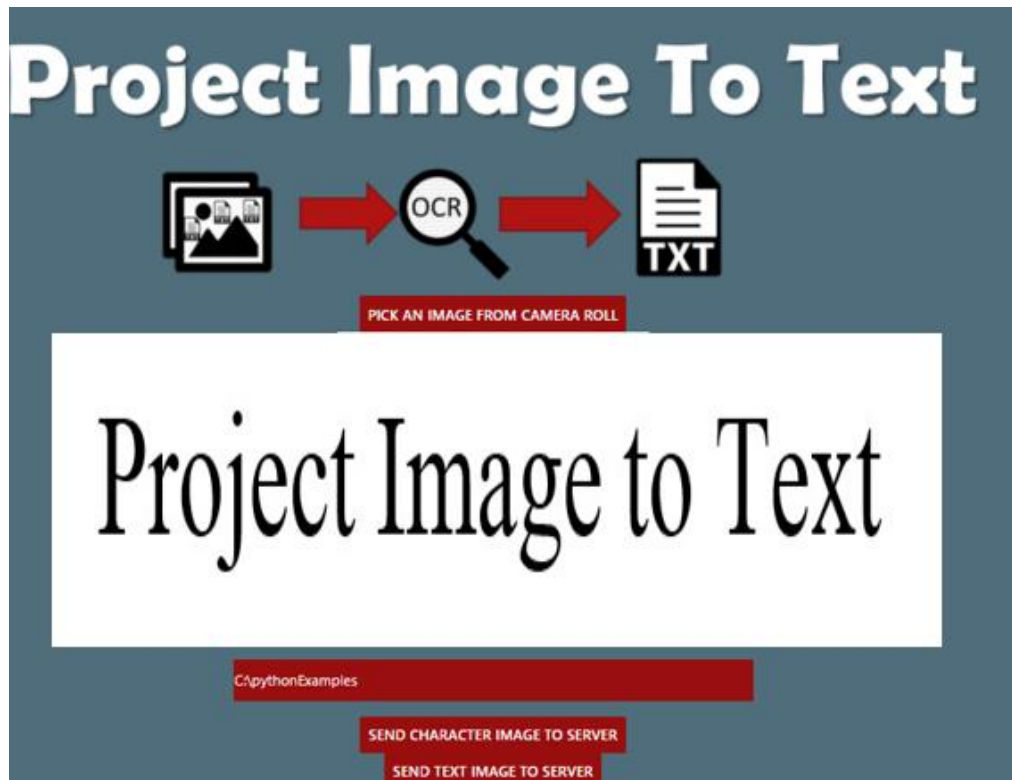 Project Image To Text
OCR
TXT
PICK AN IMAGE FROM CAMERA ROLL
Project Image to Text
C:\pythonExamples
SEND CHARACTER IMAGE TO SERVER
SEND TEXT IMAGE TO SERVER